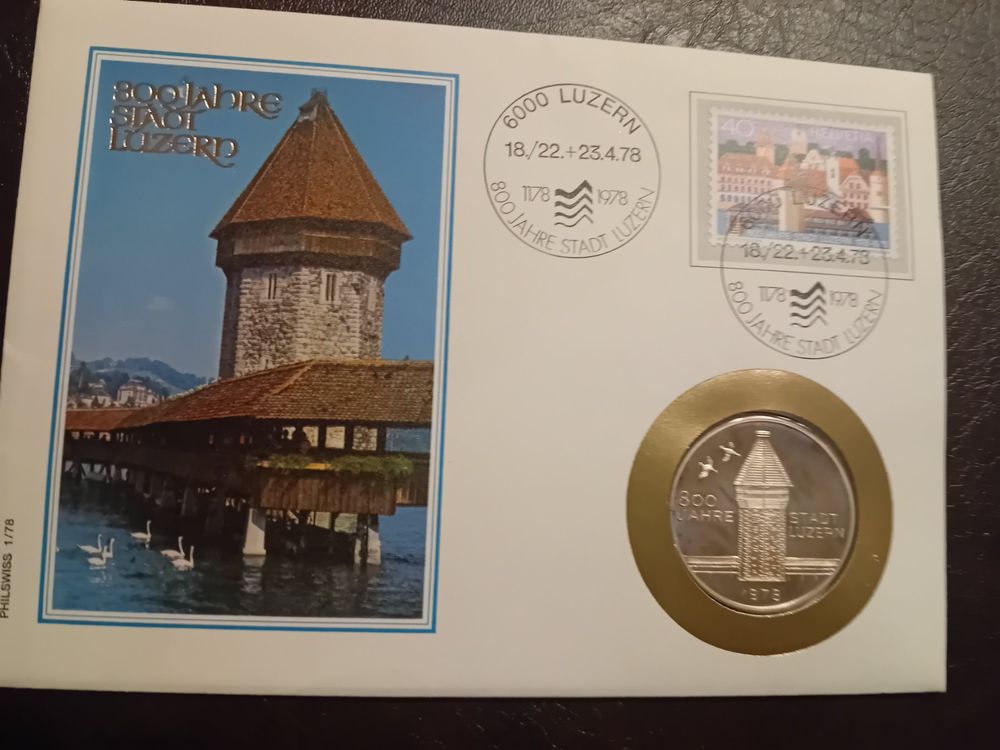 800 JAHRE
STADT
LUZERN
PHILSWISS 1/78
6000 LUZERN
18./22.+23.4.78
1178 1978
800 JAHRE STADT LUZERN
40 HELVETIA
LUZERN
18./22.+23.4.78
1178 1978
800 JAHRE STADT LUZERN
800 JAHRE
STADT LUZERN
1978